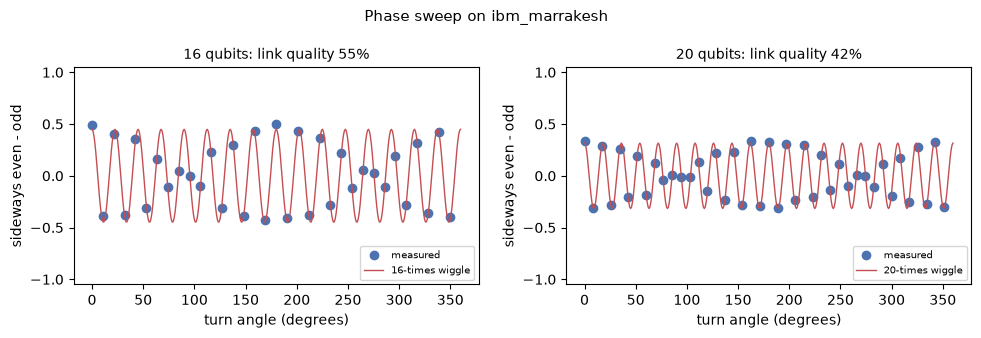 Phase sweep on ibm_marrakesh
16 qubits: link quality 55%
1.0
0.5
0.0
−0.5
−1.0
sideways even - odd
measured
16-times wiggle
0 50 100 150 200 250 300 350
turn angle (degrees)
20 qubits: link quality 42%
1.0
0.5
0.0
−0.5
−1.0
sideways even - odd
measured
20-times wiggle
0 50 100 150 200 250 300 350
turn angle (degrees)